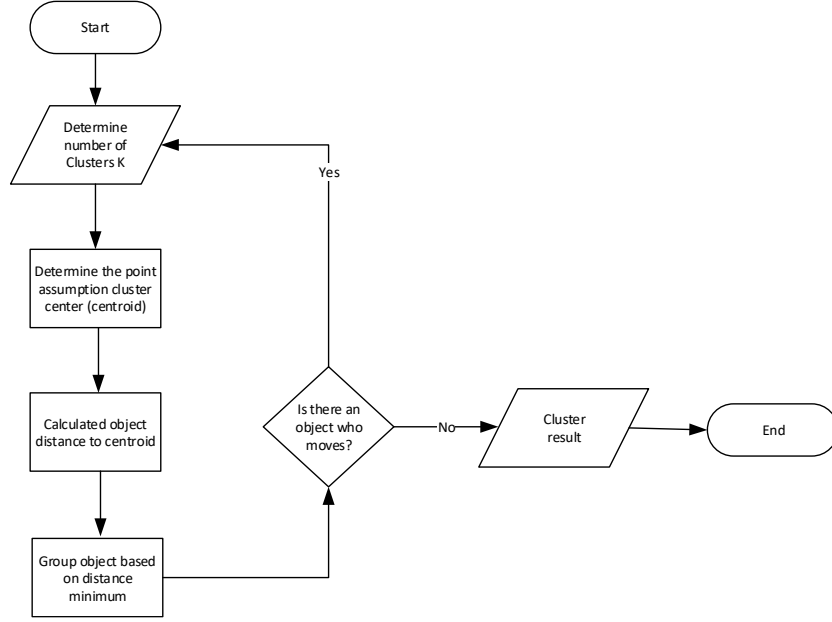 Start
Determine
number of
Clusters K
Yes
Determine the point
assumption cluster
center (centroid)
Is there an
object who
moves?
No
Cluster
result
End
Calculated object
distance to centroid
Group object based
on distance
minimum